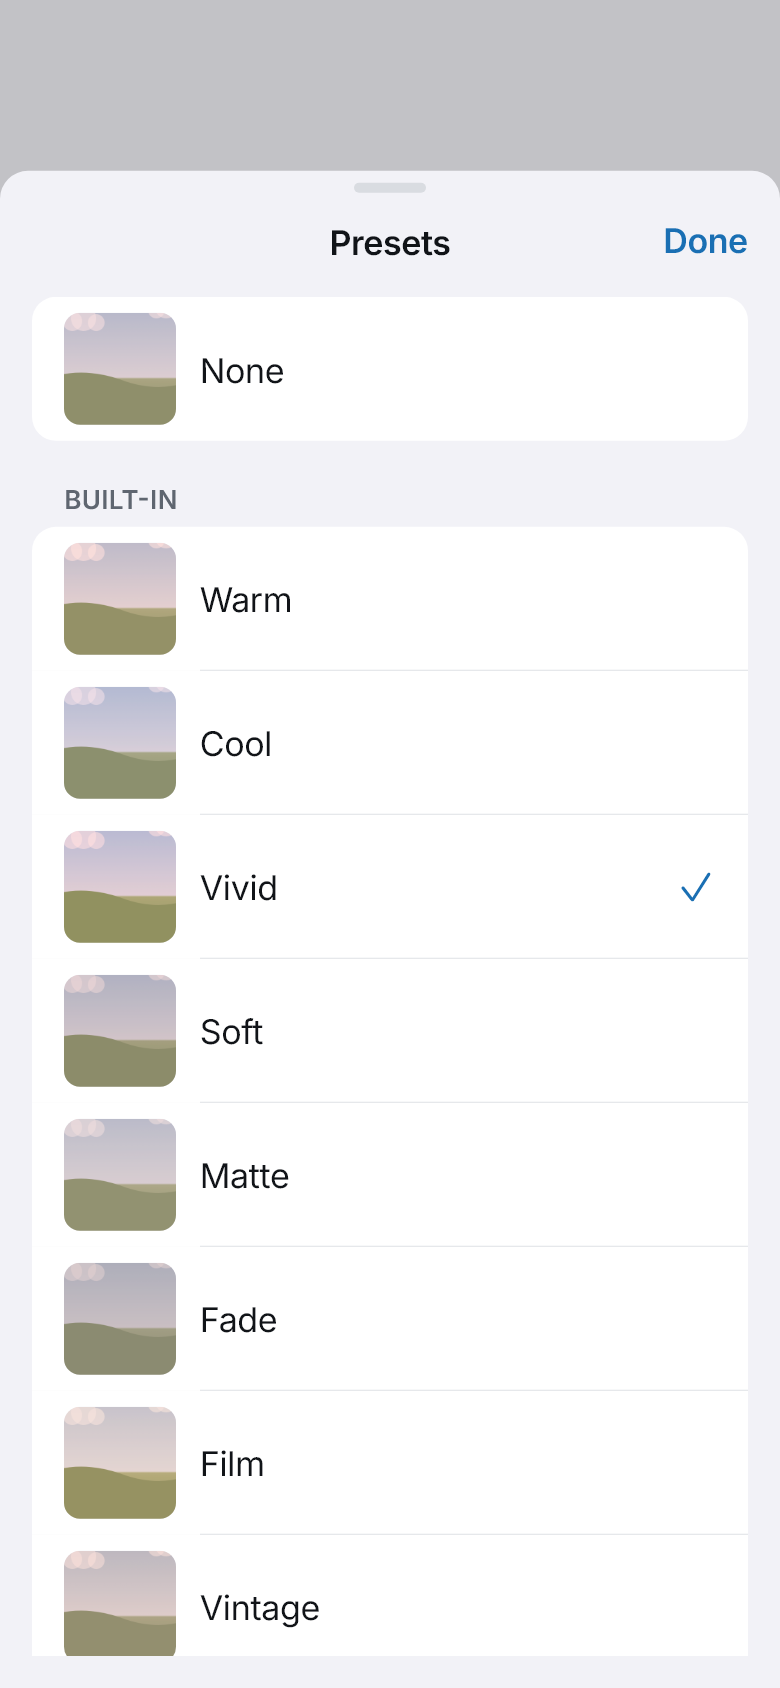 Presets
Done
None
BUILT-IN
Warm
Cool
Vivid
Soft
Matte
Fade
Film
Vintage